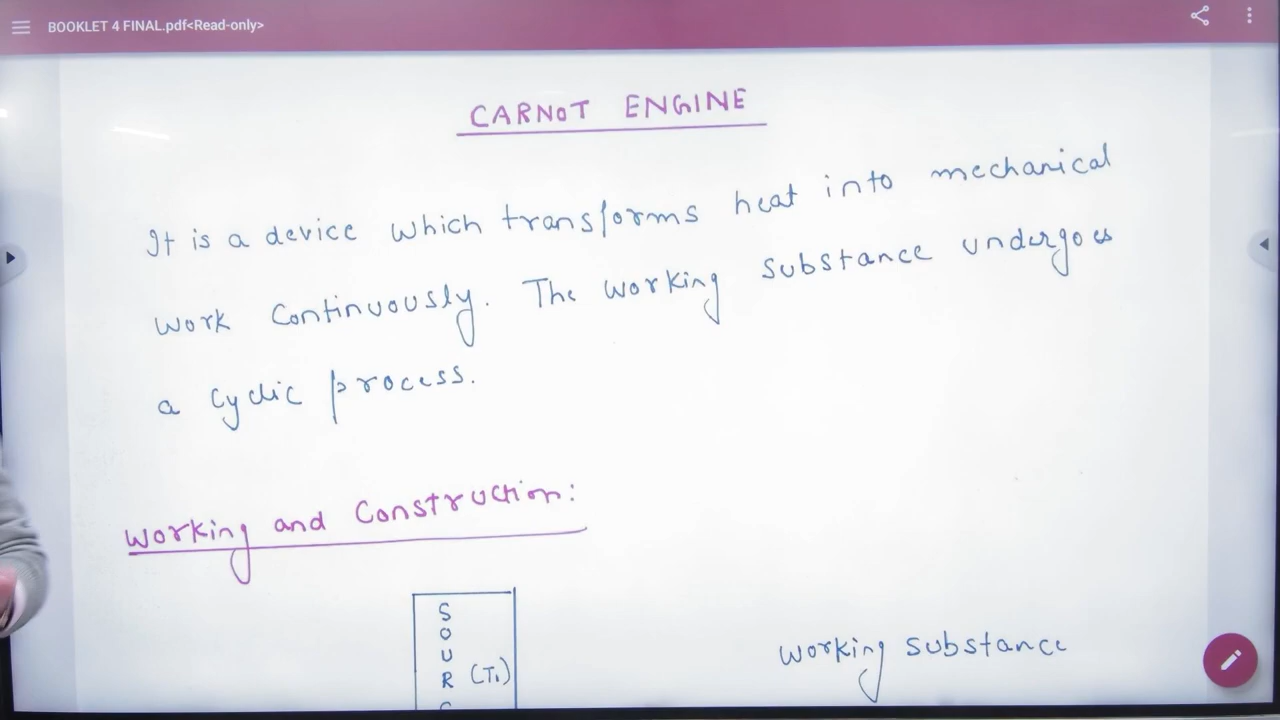 BOOKLET 4 FINAL.pdf<Read-only>
CARNOT ENGINE
It is a device which transforms heat into mechanical
work continuously. The working substance undergoes
a cyclic process.
Working and Construction:
S
O
U
R (T₁)
C
working substance